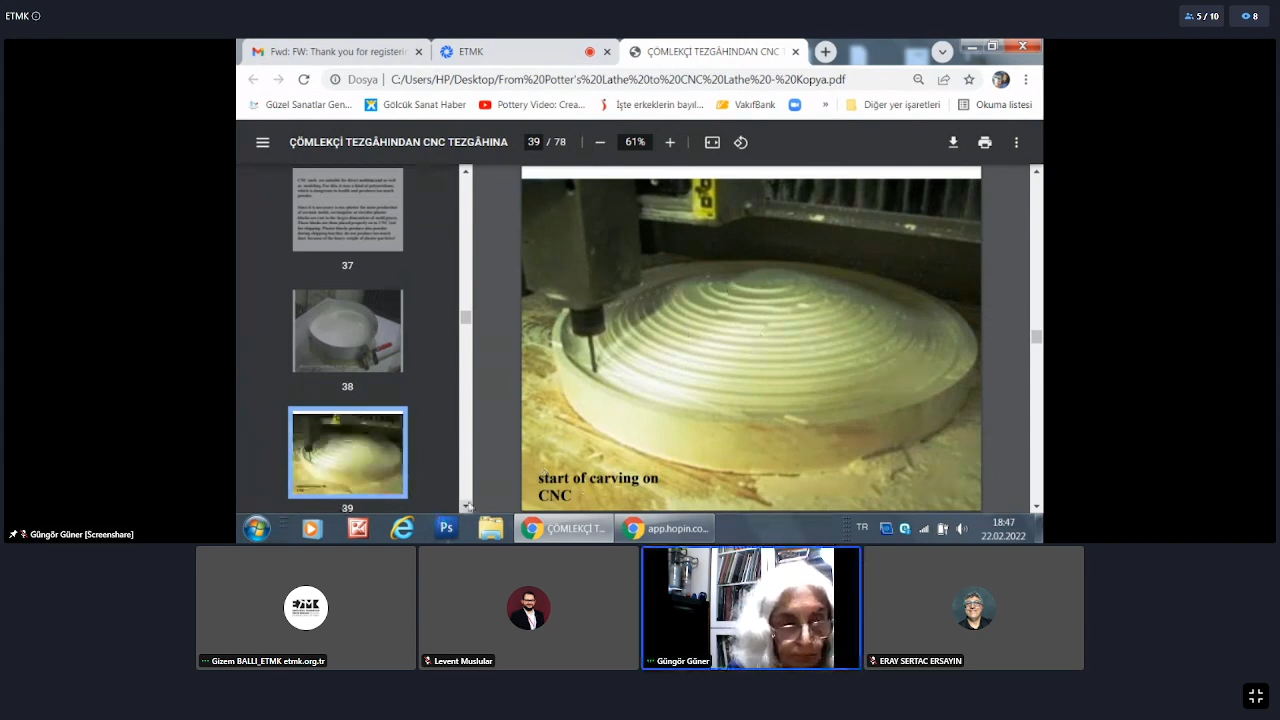 ETMK
5 / 10
8
Fwd: FW: Thank you for registerin
ETMK
ÇÖMLEKÇİ TEZGÂHINDAN CNC T
Dosya
C:/Users/HP/Desktop/From%20Potter's%20Lathe%20to%20CNC%20Lathe%20-%20Kopya.pdf
Güzel Sanatlar Gen...
Gölcük Sanat Haber
Pottery Video: Crea...
İşte erkeklerin bayıl...
VakıfBank
»
Diğer yer işaretleri
Okuma listesi
ÇÖMLEKÇİ TEZGÂHINDAN CNC TEZGÂHINA
39 / 78
61%
37
38
39
start of carving on
CNC
Ps
ÇÖMLEKÇİ T...
app.hopin.co...
TR
18:47
22.02.2022
Güngör Güner [Screenshare]
ETMK
Gizem BALLI_ETMK etmk.org.tr
Levent Muslular
Güngör Güner
ERAY SERTAC ERSAYIN